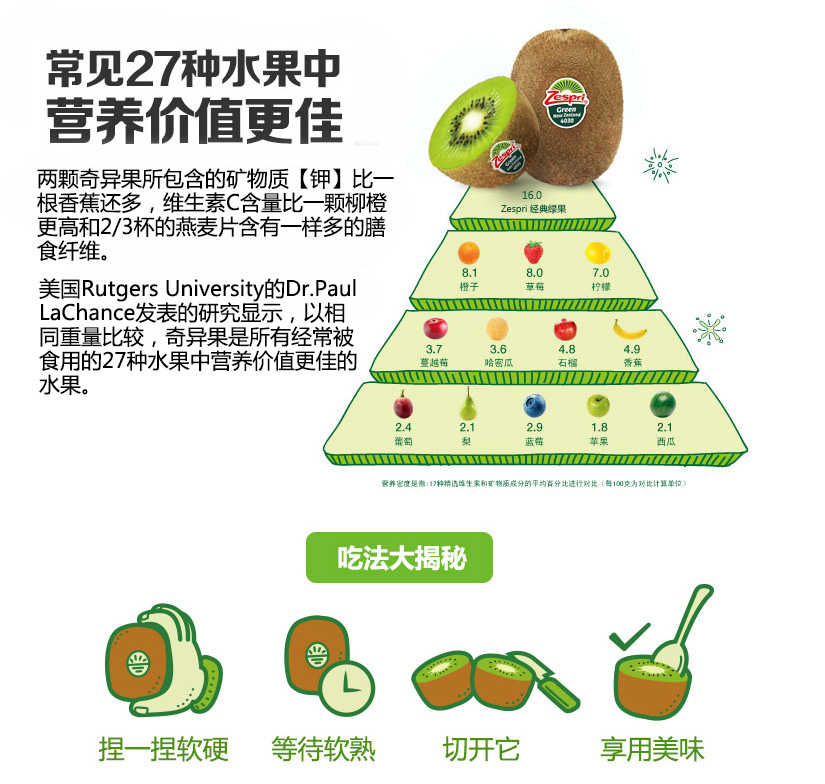 常见27种水果中
营养价值更佳
两颗奇异果所包含的矿物质【钾】比一
根香蕉还多，维生素C含量比一颗柳橙
更高和2/3杯的燕麦片含有一样多的膳
食纤维。
美国Rutgers University的Dr.Paul
LaChance发表的研究显示，以相
同重量比较，奇异果是所有经常被
食用的27种水果中营养价值更佳的
水果。
Zespri
Green
New Zealand
4030
Zespri
Green
16.0
Zespri 经典绿果
8.1 8.0 7.0
橙子 草莓 柠檬
3.7 3.6 4.8 4.9
蔓越莓 哈密瓜 石榴 香蕉
2.4 2.1 2.9 1.8 2.1
葡萄 梨 蓝莓 苹果 西瓜
营养密度是指:17种精选维生素和矿物质成分的平均百分比进行对比.（每100克为对比计算单位）
吃法大揭秘
捏一捏软硬 等待软熟 切开它 享用美味